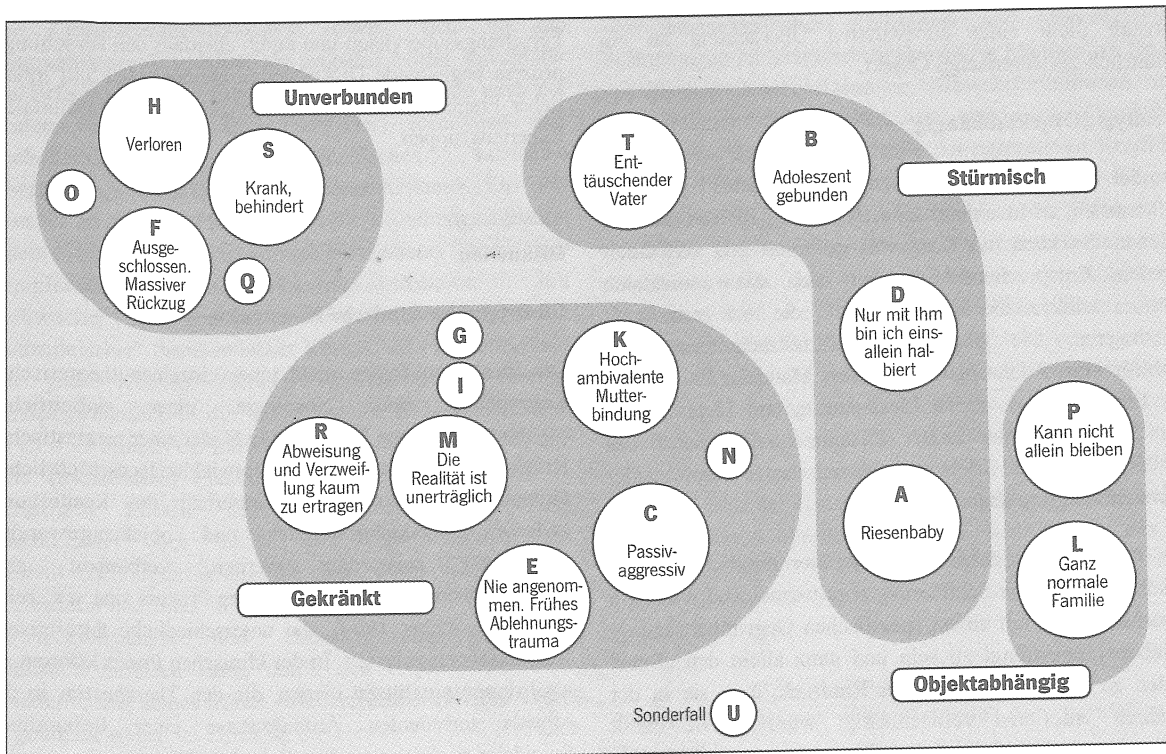 Unverbunden
H
Verloren
S
Krank,
behindert
O
F
Ausge-
schlossen.
Massiver
Rückzug
Q
Stürmisch
T
Ent-
täuschender
Vater
B
Adoleszent
gebunden
D
Nur mit Ihm
bin ich eins-
allein hal-
biert
A
Riesenbaby
Gekränkt
G
I
K
Hoch-
ambivalente
Mutter-
bindung
R
Abweisung
und Verzweif-
lung kaum
zu ertragen
M
Die
Realität ist
unerträglich
N
C
Passiv-
aggressiv
E
Nie angenom-
men. Frühes
Ablehnungs-
trauma
P
Kann nicht
allein bleiben
L
Ganz
normale
Familie
Objektabhängig
Sonderfall U